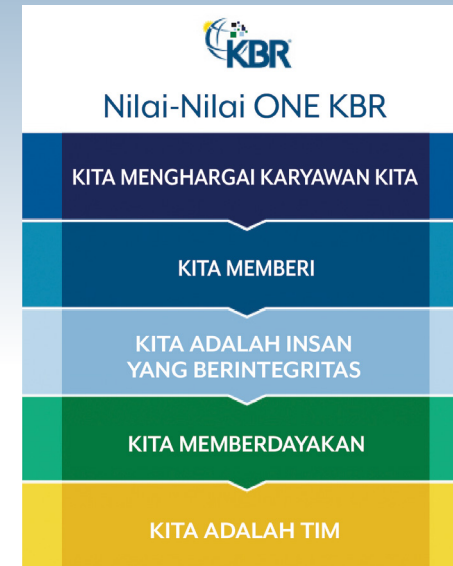 KBR
Nilai-Nilai ONE KBR
KITA MENGHARGAI KARYAWAN KITA
KITA MEMBERI
KITA ADALAH INSAN
YANG BERINTEGRITAS
KITA MEMBERDAYAKAN
KITA ADALAH TIM